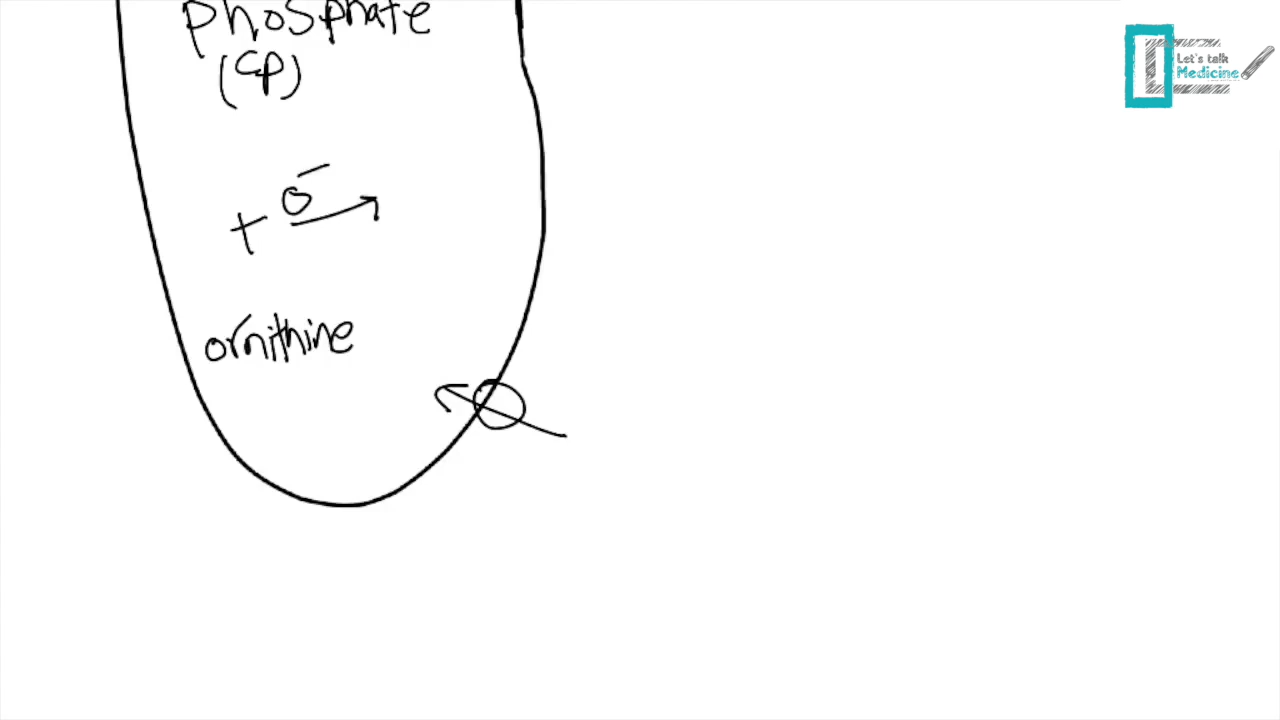 phosphate
(CP)
+
ornithine
Let's talk
Medicine